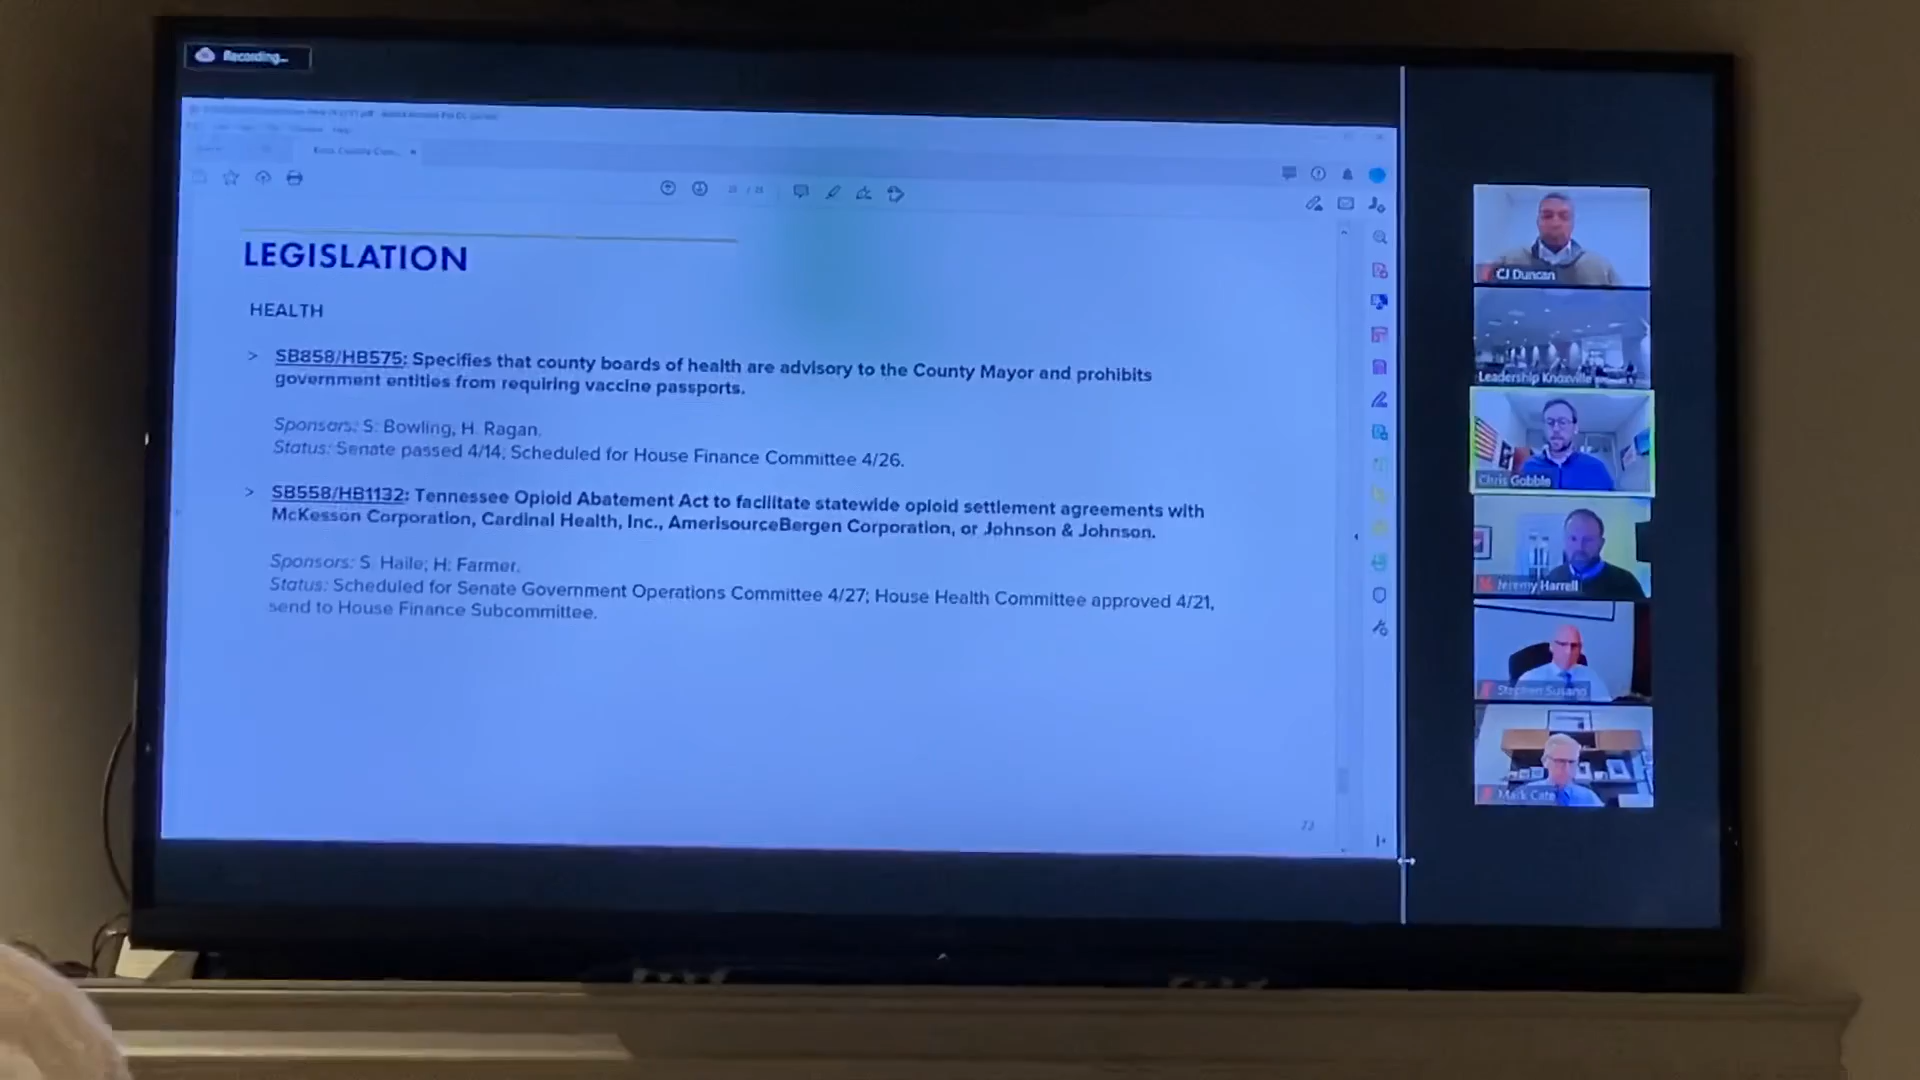 Recording...
LEGISLATION
HEALTH
> SB858/HB575: Specifies that county boards of health are advisory to the County Mayor and prohibits
government entities from requiring vaccine passports.
Sponsors: S. Bowling, H. Ragan.
Status: Senate passed 4/14; Scheduled for House Finance Committee 4/26.
> SB558/HB1132: Tennessee Opioid Abatement Act to facilitate statewide opioid settlement agreements with
McKesson Corporation, Cardinal Health, Inc., AmerisourceBergen Corporation, or Johnson & Johnson.
Sponsors: S. Haile; H. Farmer.
Status: Scheduled for Senate Government Operations Committee 4/27; House Health Committee approved 4/21,
send to House Finance Subcommittee.
23
CJ Duncan
Leadership Knoxville
Chris Gobble
Jeremy Harrell
Stephen Susano
Mark Cate